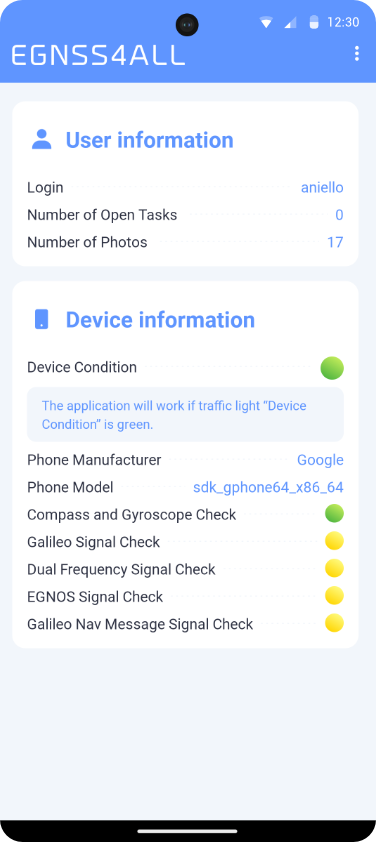 12:30
EGNSS4ALL
User information
Login aniello
Number of Open Tasks 0
Number of Photos 17
Device information
Device Condition
The application will work if traffic light “Device
Condition” is green.
Phone Manufacturer Google
Phone Model sdk_gphone64_x86_64
Compass and Gyroscope Check
Galileo Signal Check
Dual Frequency Signal Check
EGNOS Signal Check
Galileo Nav Message Signal Check